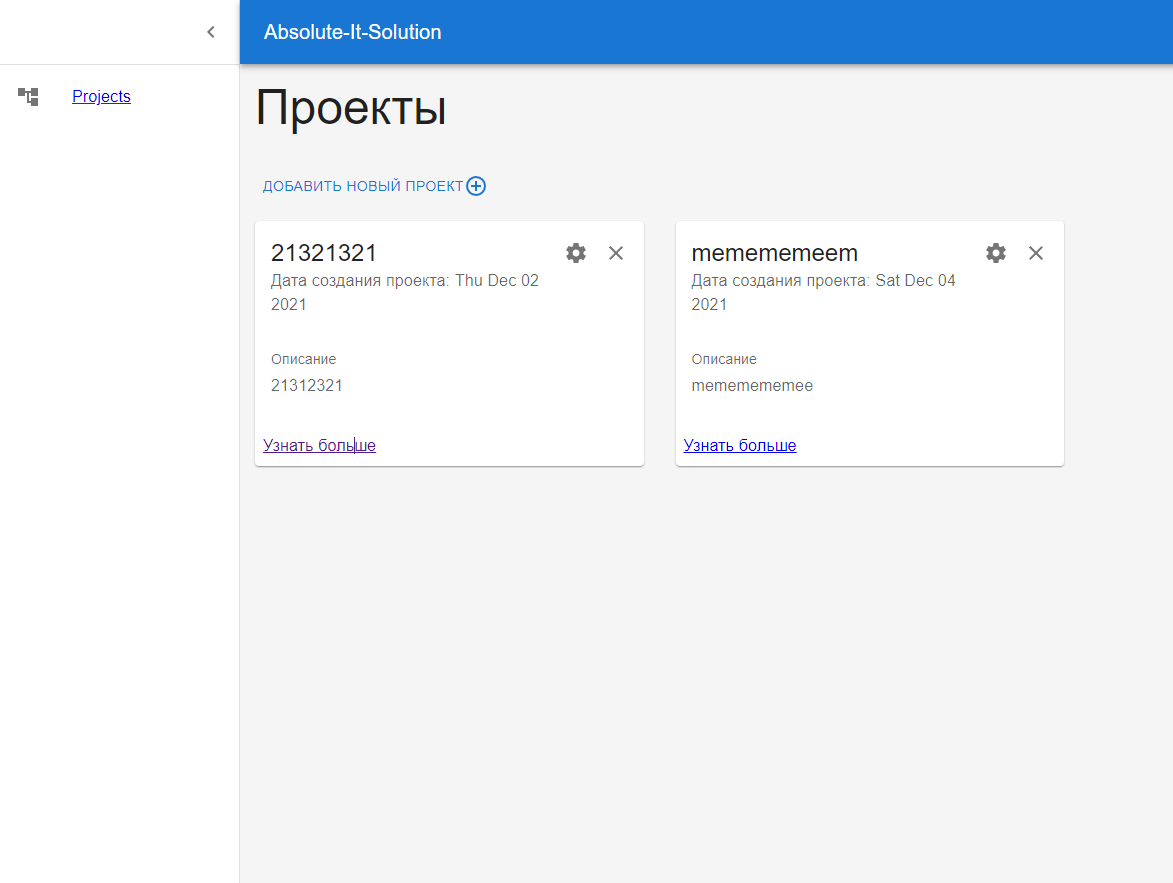 Absolute-It-Solution
Projects
Проекты
ДОБАВИТЬ НОВЫЙ ПРОЕКТ
21321321
Дата создания проекта: Thu Dec 02
2021
Описание
21312321
Узнать больше
memememeem
Дата создания проекта: Sat Dec 04
2021
Описание
mememememee
Узнать больше